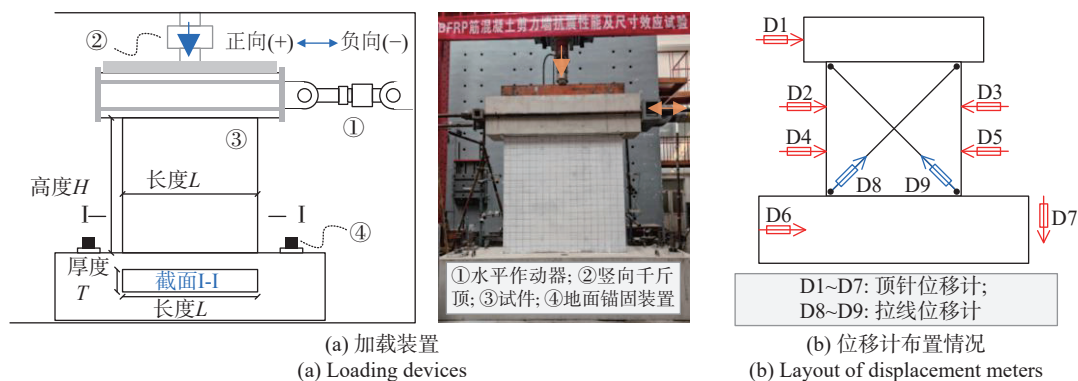 ②
正向(+)
负向(−)
①
③
高度H
长度L
I
I
④
厚度
T
截面I-I
长度L
BFRP筋混凝土剪力墙抗震性能及尺寸效应试验
①水平作动器; ②竖向千斤
顶; ③试件; ④地面锚固装置
(a) 加载装置
(a) Loading devices
D1
D2
D3
D4
D5
D8
D9
D6
D7
D1~D7: 顶针位移计;
D8~D9: 拉线位移计
(b) 位移计布置情况
(b) Layout of displacement meters